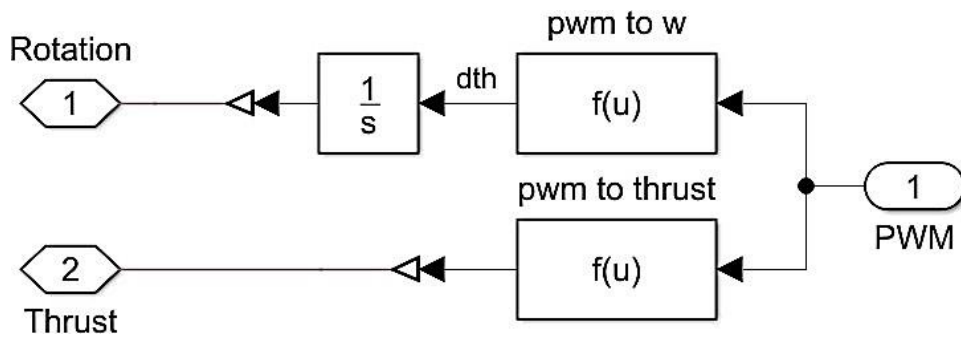 pwm to w
Rotation
1
1
s
dth
f(u)
pwm to thrust
1
PWM
2
f(u)
Thrust